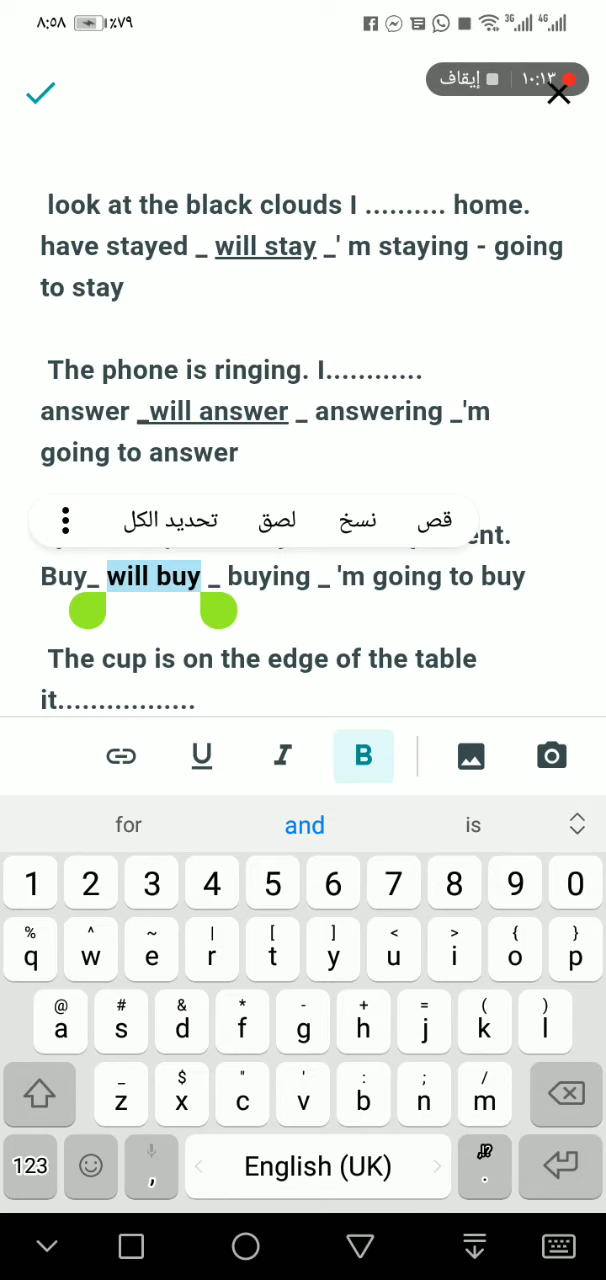 ٨:٥٨ ٪٧٩ 3G 4G
إيقاف ١٠:١٣
look at the black clouds I .......... home.
have stayed _ will stay _' m staying - going
to stay
The phone is ringing. I............
answer _will answer _ answering _'m
going to answer
قص نسخ لصق تحديد الكل
ent.
Buy_ will buy _ buying _ 'm going to buy
The cup is on the edge of the table
it.................
U I B
for and is
1 2 3 4 5 6 7 8 9 0
% ^ ~ | [ ] < > { }
q w e r t y u i o p
@ # & * - + = ( )
a s d f g h j k l
_ $ " ' : ; /
z x c v b n m
123 , English (UK) .